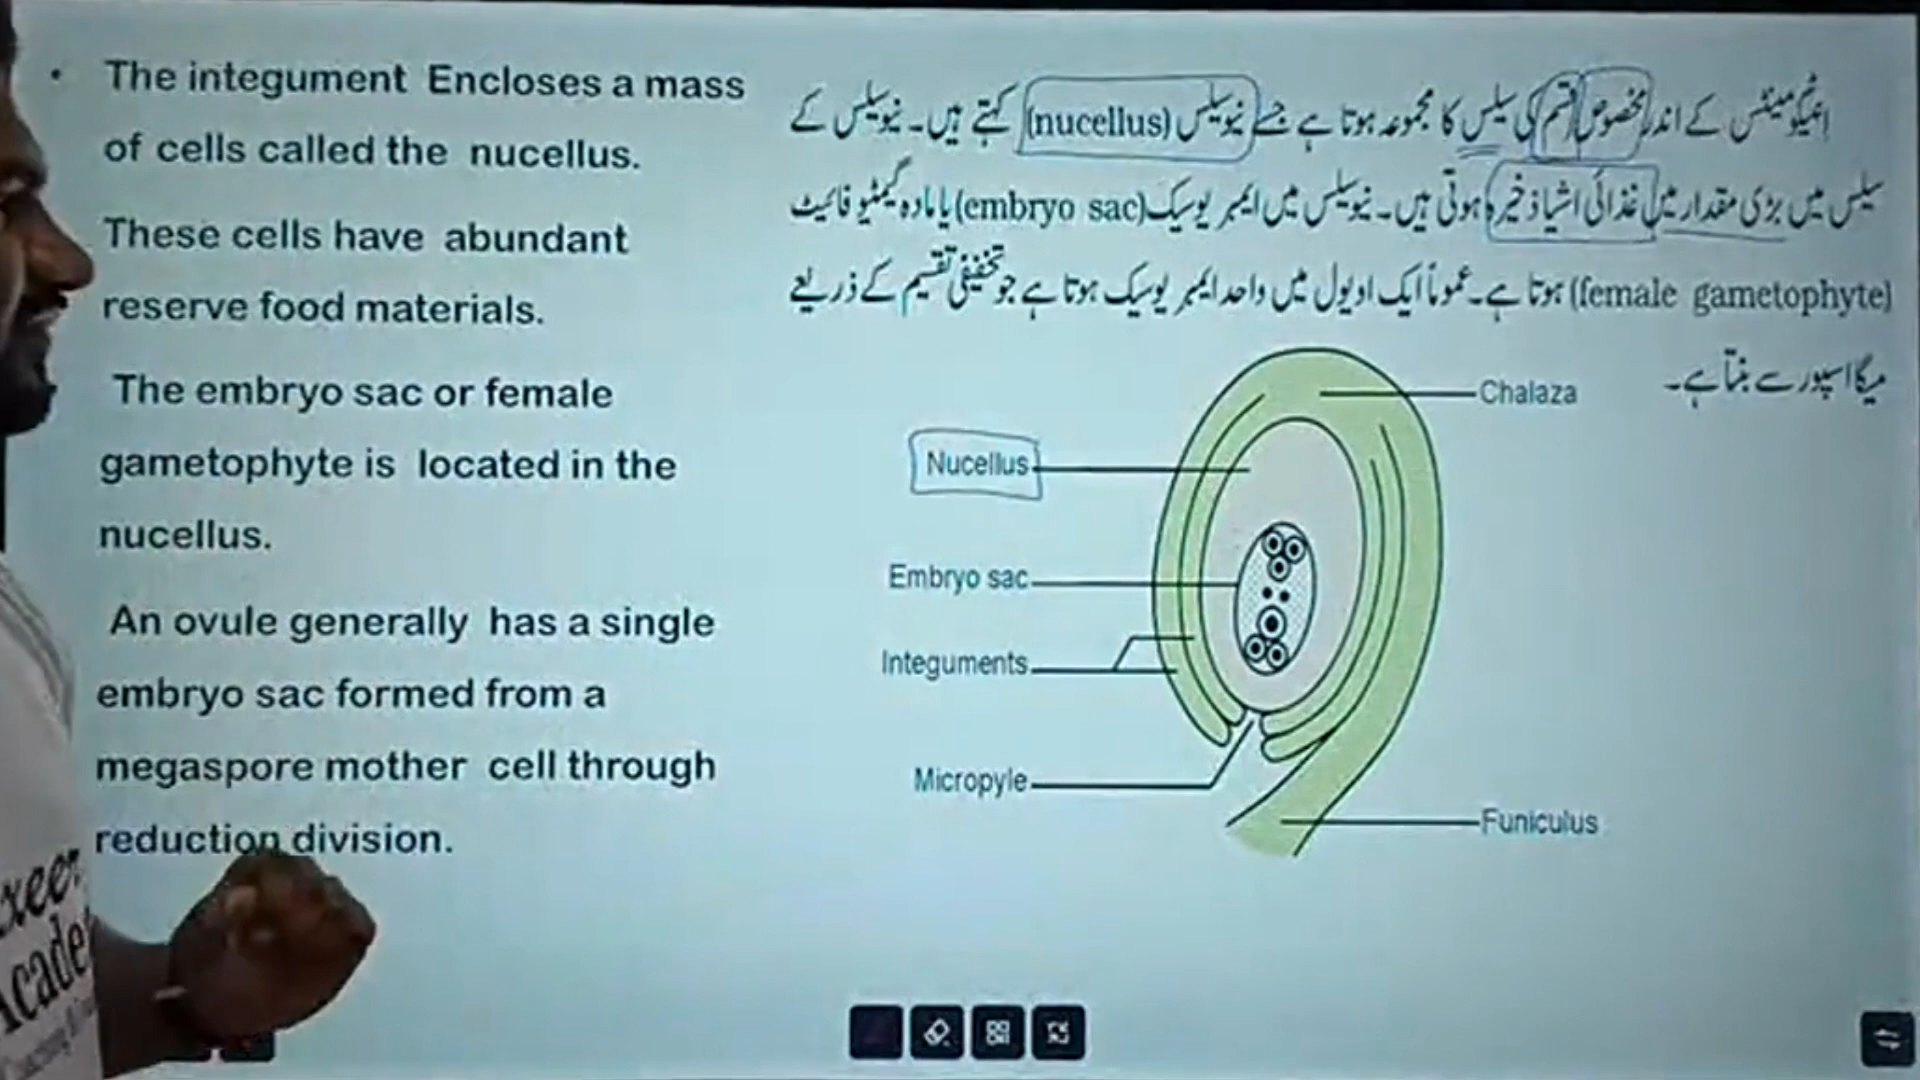 • The integument Encloses a mass
of cells called the nucellus.
These cells have abundant
reserve food materials.
The embryo sac or female
gametophyte is located in the
nucellus.
An ovule generally has a single
embryo sac formed from a
megaspore mother cell through
reduction division.
انٹیگومینٹس کے اندر مخصوص قسم کی سیلس کا مجموعہ ہوتا ہے جسے نیوسیلس (nucellus) کہتے ہیں۔ نیوسیلس کے
سیلس میں بڑی مقدار میں غذائی اشیا ذخیرہ ہوتی ہیں۔ نیوسیلس میں ایمبریوسیک (embryo sac) یا مادہ گیمٹیو فائیٹ
(female gametophyte) ہوتا ہے۔ عموماً ایک اوویول میں واحد ایمبریوسیک ہوتا ہے جو تخفیفی تقسیم کے ذریعے
میگا اسپور سے بنتا ہے۔
Chalaza
Nucellus
Embryo sac
Integuments
Micropyle
Funiculus